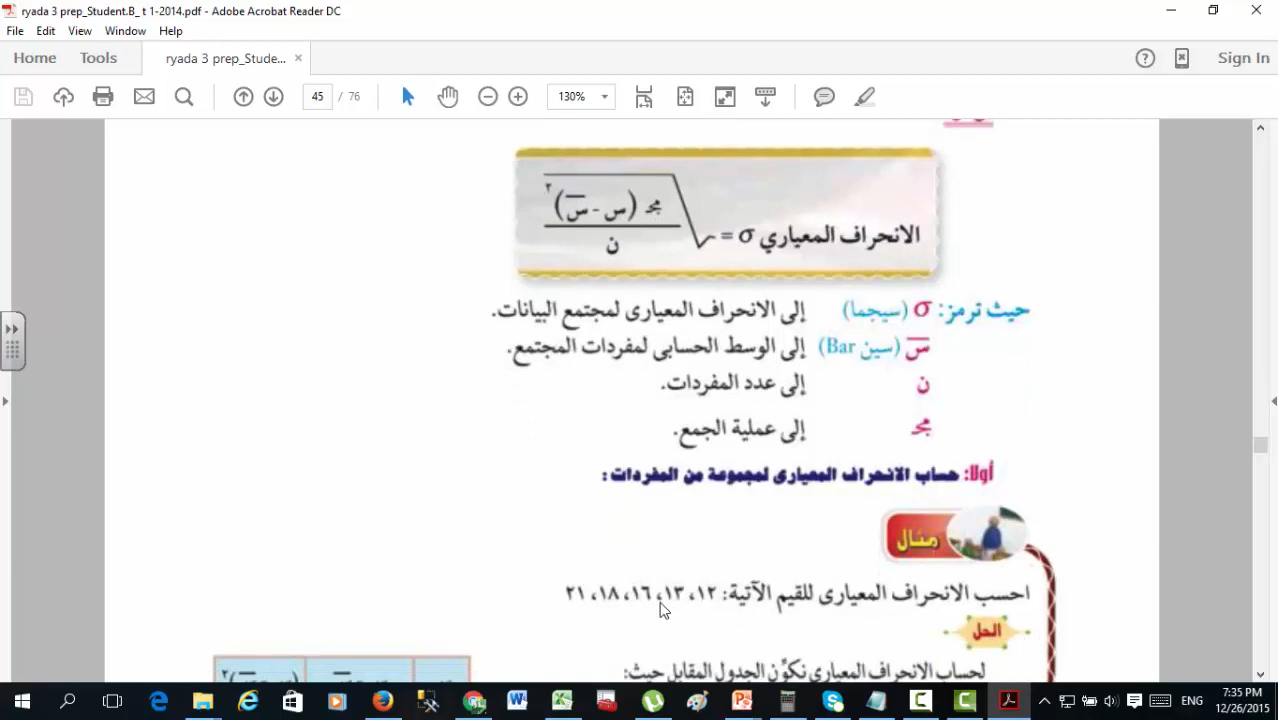 ryada 3 prep_Student.B_ t 1-2014.pdf - Adobe Acrobat Reader DC
File Edit View Window Help
Home Tools ryada 3 prep_Stude... × Sign In
45 / 76 130%
الانحراف المعياري σ = √ مجـ (س - س̄)٢ / ن
حيث ترمز: σ (سيجما) إلى الانحراف المعيارى لمجتمع البيانات.
س̄ (سين Bar) إلى الوسط الحسابى لمفردات المجتمع.
ن إلى عدد المفردات.
مجـ إلى عملية الجمع.
أولا: حساب الانحراف المعيارى لمجموعة من المفردات :
مثال
احسب الانحراف المعيارى للقيم الآتية: ١٢، ١٣، ١٦، ١٨، ٢١
الحل
لحساب الانحراف المعيارى نكوِّن الجدول المقابل حيث:
ENG 7:35 PM
12/26/2015